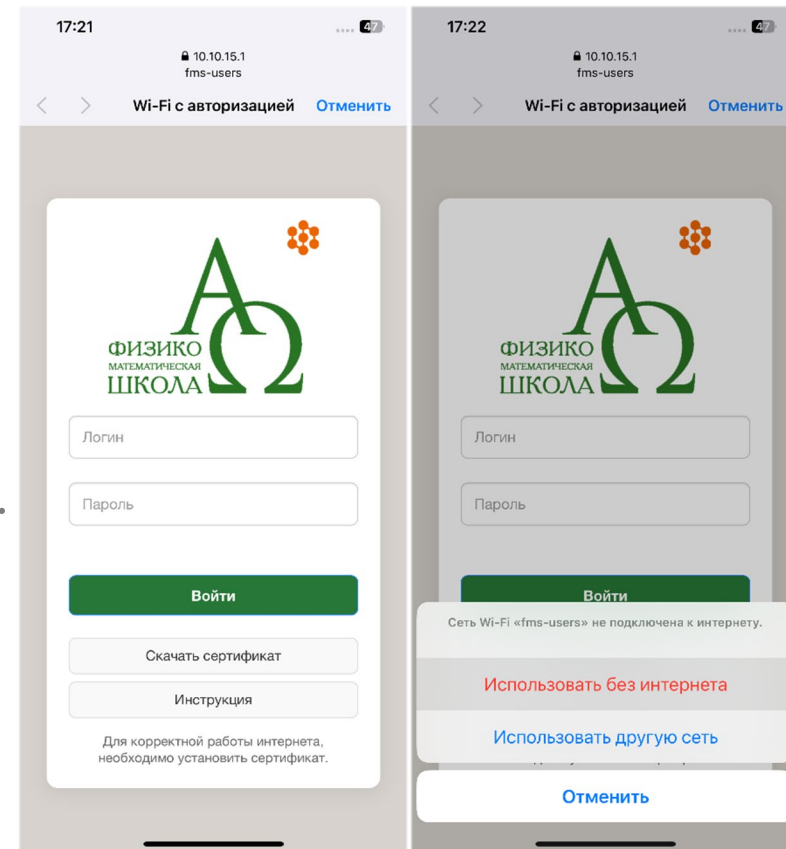 17:21
47
10.10.15.1
fms-users
Wi-Fi с авторизацией
Отменить
ΑΩ
ФИЗИКО
МАТЕМАТИЧЕСКАЯ
ШКОЛА
Логин
Пароль
Войти
Скачать сертификат
Инструкция
Для корректной работы интернета,
необходимо установить сертификат.
17:22
47
10.10.15.1
fms-users
Wi-Fi с авторизацией
Отменить
ΑΩ
ФИЗИКО
МАТЕМАТИЧЕСКАЯ
ШКОЛА
Логин
Пароль
Войти
Сеть Wi-Fi «fms-users» не подключена к интернету.
Использовать без интернета
Использовать другую сеть
Отменить